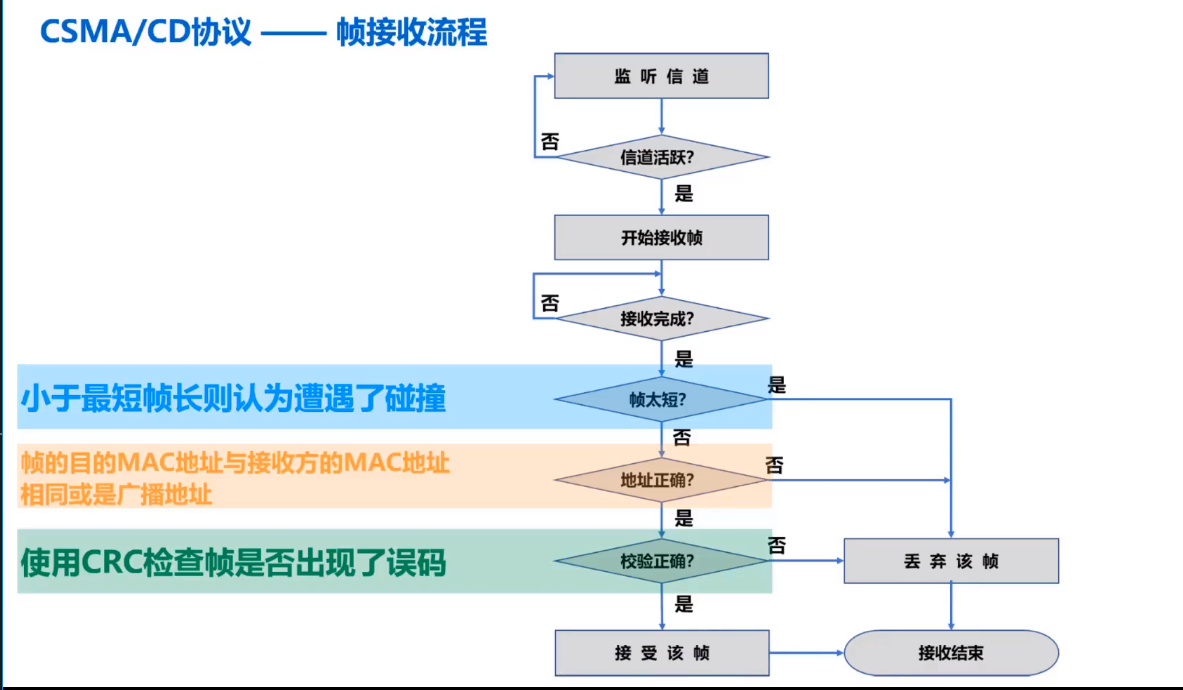 CSMA/CD协议 —— 帧接收流程
监 听 信 道
否
信道活跃?
是
开始接收帧
否
接收完成?
是
小于最短帧长则认为遭遇了碰撞
帧太短?
是
否
帧的目的MAC地址与接收方的MAC地址
相同或是广播地址
地址正确?
否
是
使用CRC检查帧是否出现了误码
校验正确?
否
丢 弃 该 帧
是
接 受 该 帧
接收结束